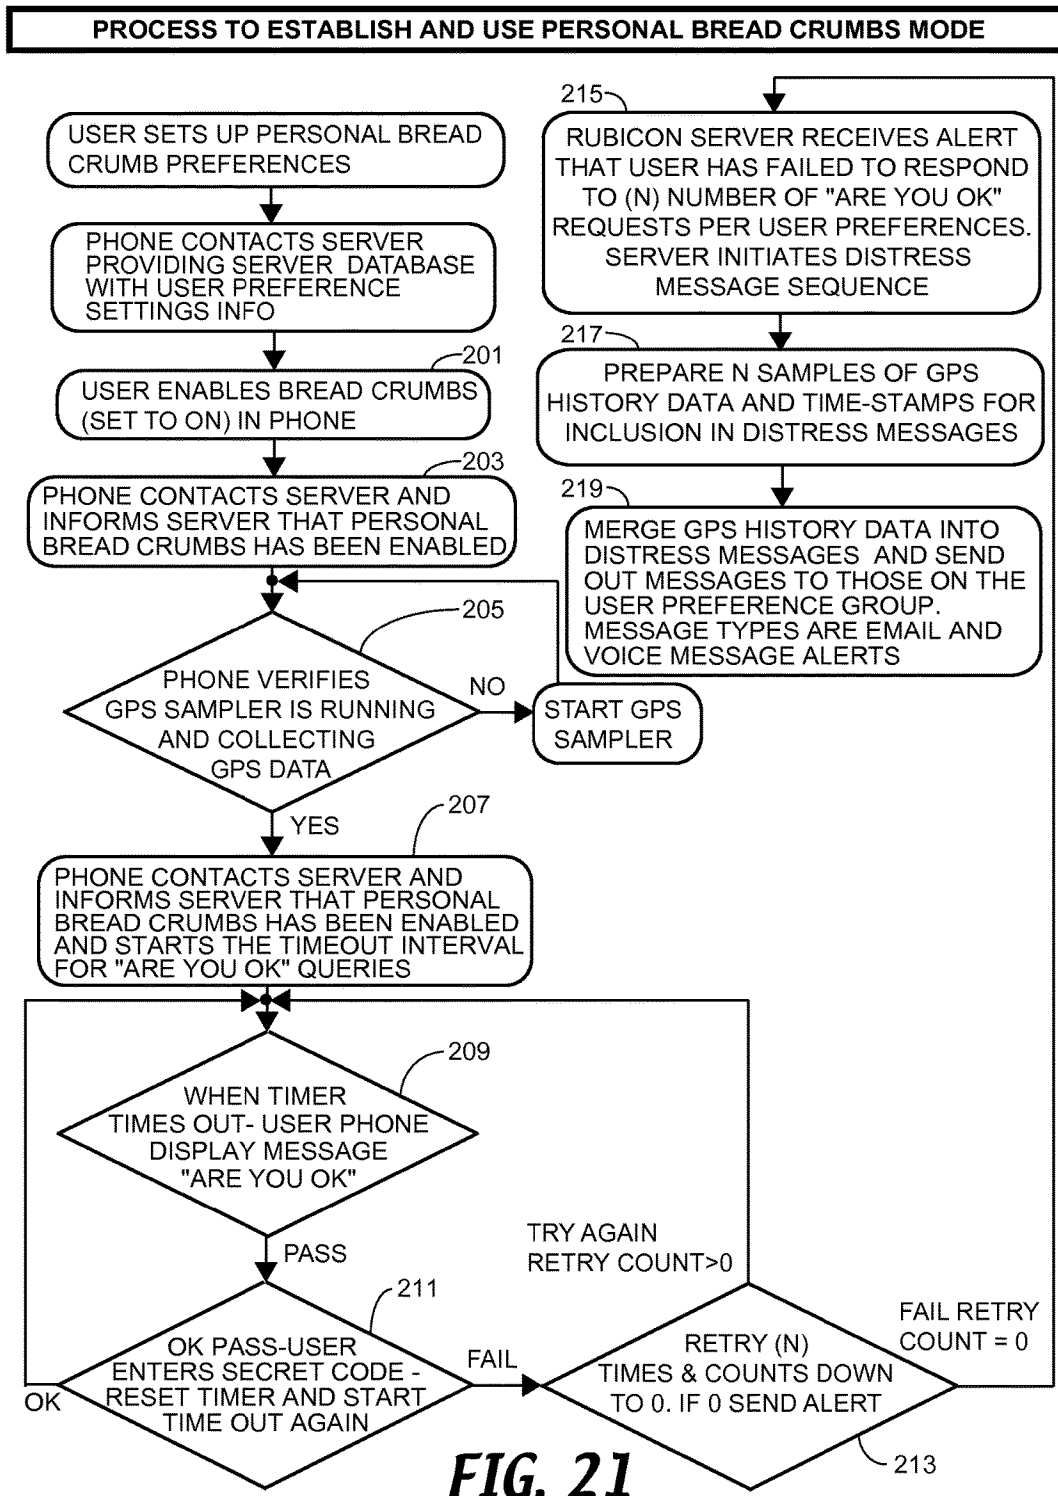 PROCESS TO ESTABLISH AND USE PERSONAL BREAD CRUMBS MODE
USER SETS UP PERSONAL BREAD
CRUMB PREFERENCES
PHONE CONTACTS SERVER
PROVIDING SERVER DATABASE
WITH USER PREFERENCE
SETTINGS INFO
201
USER ENABLES BREAD CRUMBS
(SET TO ON) IN PHONE
203
PHONE CONTACTS SERVER AND
INFORMS SERVER THAT PERSONAL
BREAD CRUMBS HAS BEEN ENABLED
205
PHONE VERIFIES
GPS SAMPLER IS RUNNING
AND COLLECTING
GPS DATA
NO
START GPS
SAMPLER
YES
207
PHONE CONTACTS SERVER AND
INFORMS SERVER THAT PERSONAL
BREAD CRUMBS HAS BEEN ENABLED
AND STARTS THE TIMEOUT INTERVAL
FOR "ARE YOU OK" QUERIES
209
WHEN TIMER
TIMES OUT- USER PHONE
DISPLAY MESSAGE
"ARE YOU OK"
PASS
211
OK PASS-USER
ENTERS SECRET CODE -
RESET TIMER AND START
TIME OUT AGAIN
OK
FAIL
TRY AGAIN
RETRY COUNT>0
RETRY (N)
TIMES & COUNTS DOWN
TO 0. IF 0 SEND ALERT
213
FAIL RETRY
COUNT = 0
215
RUBICON SERVER RECEIVES ALERT
THAT USER HAS FAILED TO RESPOND
TO (N) NUMBER OF "ARE YOU OK"
REQUESTS PER USER PREFERENCES.
SERVER INITIATES DISTRESS
MESSAGE SEQUENCE
217
PREPARE N SAMPLES OF GPS
HISTORY DATA AND TIME-STAMPS FOR
INCLUSION IN DISTRESS MESSAGES
219
MERGE GPS HISTORY DATA INTO
DISTRESS MESSAGES AND SEND
OUT MESSAGES TO THOSE ON THE
USER PREFERENCE GROUP.
MESSAGE TYPES ARE EMAIL AND
VOICE MESSAGE ALERTS
FIG. 21